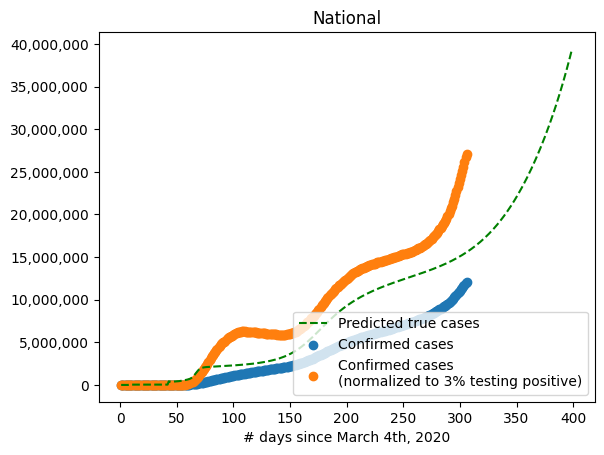 National
40,000,000
35,000,000
30,000,000
25,000,000
20,000,000
15,000,000
10,000,000
5,000,000
0
Predicted true cases
Confirmed cases
Confirmed cases
(normalized to 3% testing positive)
0 50 100 150 200 250 300 350 400
# days since March 4th, 2020